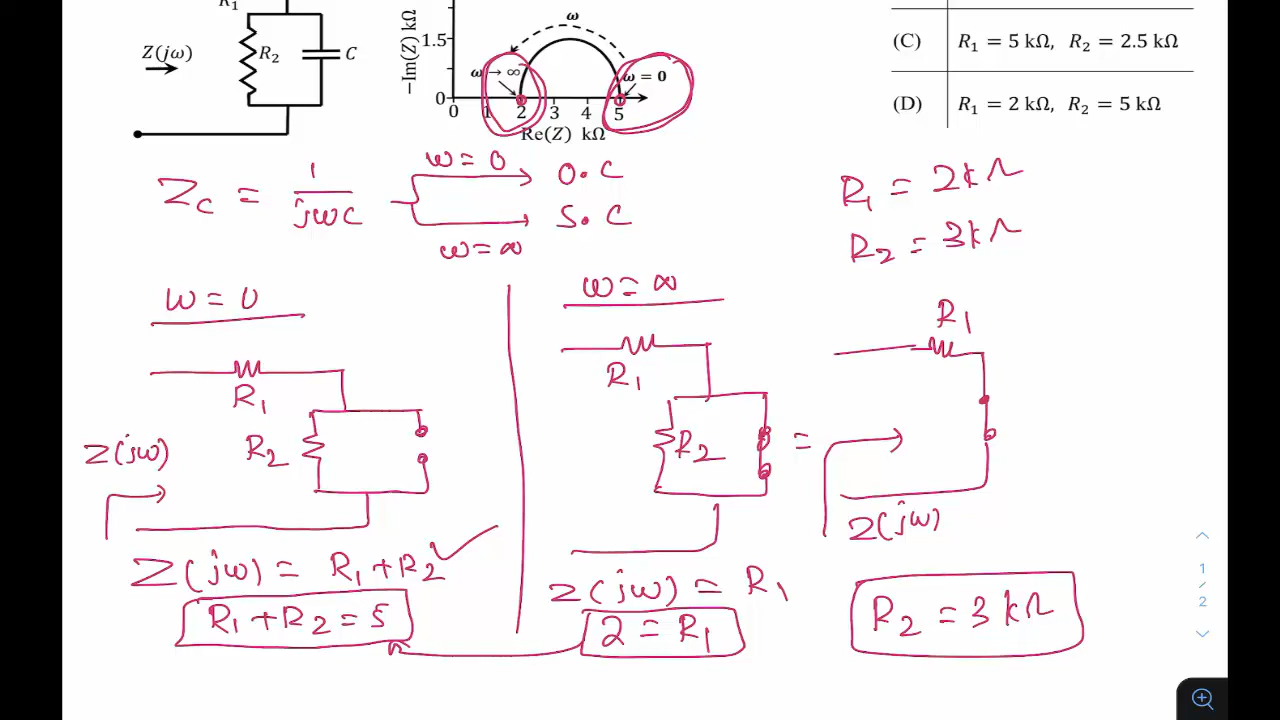 R₁
R₂
C
Z(jω)
ω
1.5
−Im(Z) kΩ
ω → ∞
ω = 0
0
0 1 2 3 4 5
Re(Z) kΩ
(C) R₁ = 5 kΩ, R₂ = 2.5 kΩ
(D) R₁ = 2 kΩ, R₂ = 5 kΩ
Z_C = 1/jωC
ω = 0
O.C
S.C
ω = ∞
R₁ = 2kΩ
R₂ = 3kΩ
ω = 0
R₁
R₂
Z(jω)
Z(jω) = R₁ + R₂
R₁ + R₂ = 5
ω = ∞
R₁
R₂
=
R₁
Z(jω)
Z(jω) = R₁
2 = R₁
R₂ = 3 kΩ
1
/
2